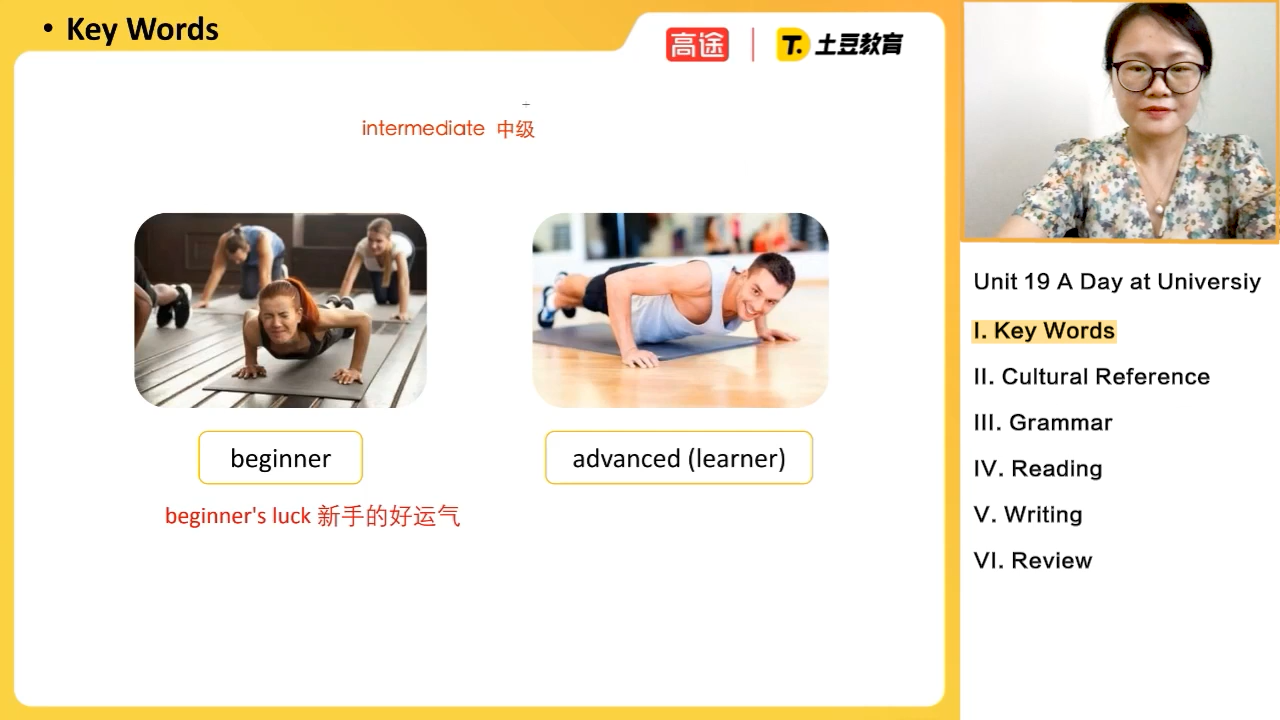 • Key Words
高途 | T. 土豆教育
intermediate 中级
beginner
advanced (learner)
beginner's luck 新手的好运气
Unit 19 A Day at Universiy
I. Key Words
II. Cultural Reference
III. Grammar
IV. Reading
V. Writing
VI. Review